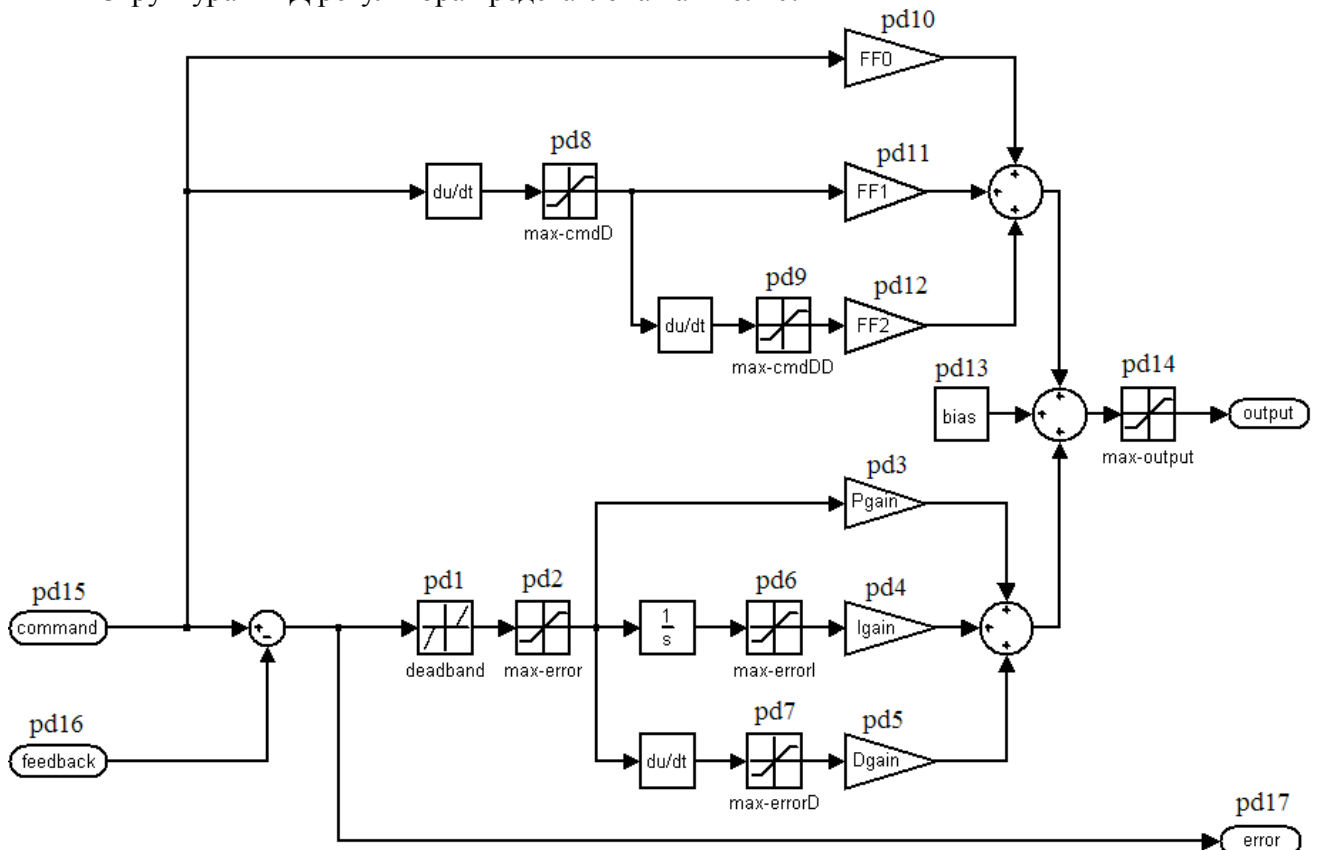 pd10
FF0
pd8
du/dt
max-cmdD
pd11
FF1
pd9
du/dt
max-cmdDD
pd12
FF2
pd13
bias
pd14
max-output
output
pd3
Pgain
pd15
command
pd1
deadband
pd2
max-error
1
s
pd6
max-errorI
pd4
Igain
pd16
feedback
du/dt
pd7
max-errorD
pd5
Dgain
pd17
error